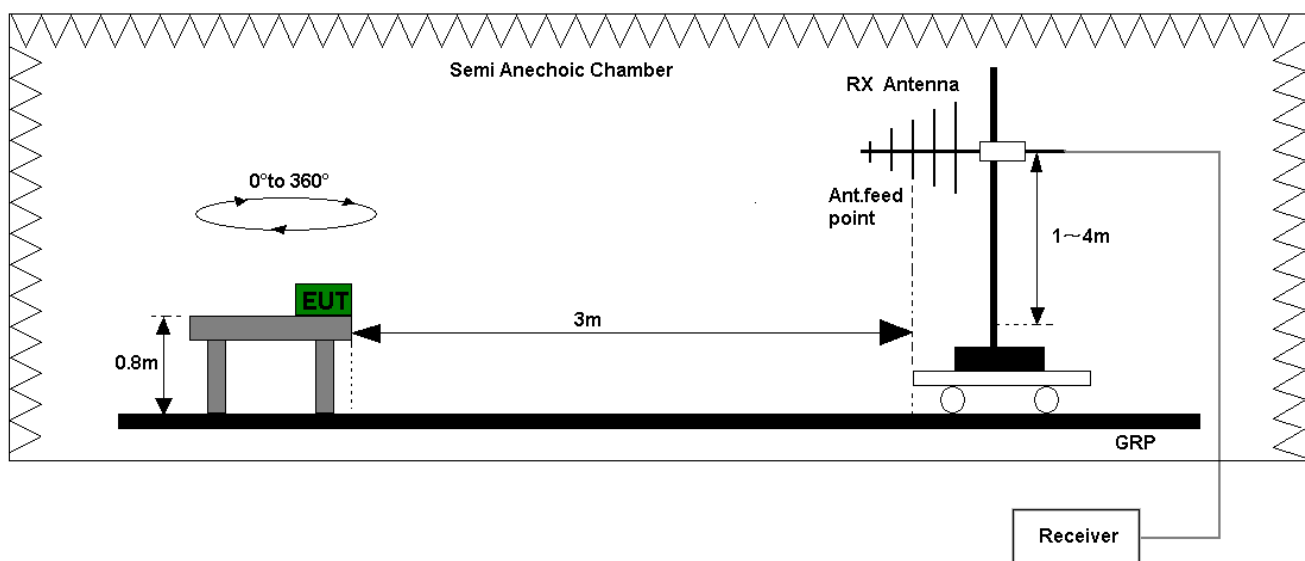 Semi Anechoic Chamber
RX Antenna
0°to 360°
Ant.feed
point
1～4m
EUT
3m
0.8m
GRP
Receiver